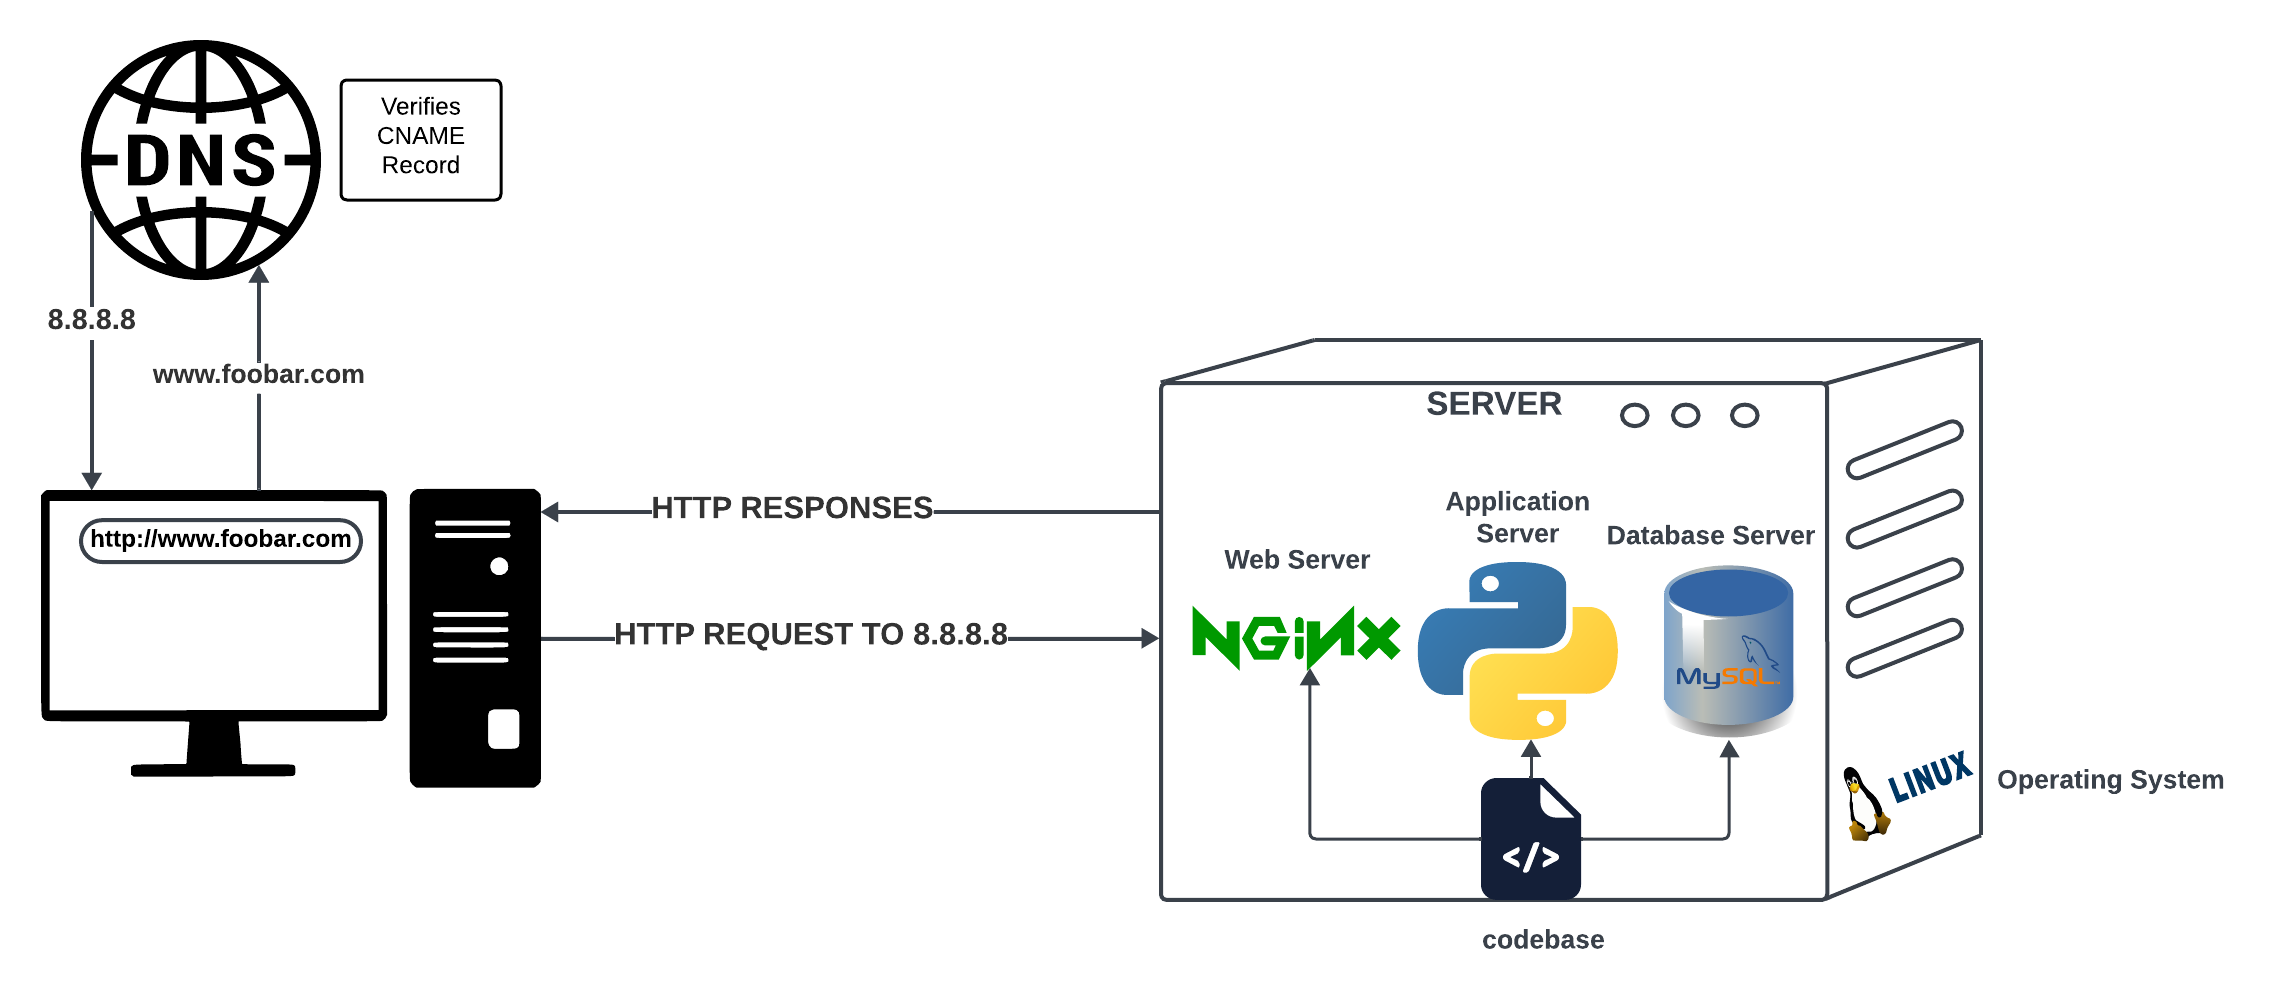 DNS
Verifies
CNAME
Record
8.8.8.8
www.foobar.com
http://www.foobar.com
HTTP RESPONSES
HTTP REQUEST TO 8.8.8.8
SERVER
Web Server
Application
Server
Database Server
NGiNX
MySQL
</>
LINUX
Operating System
codebase